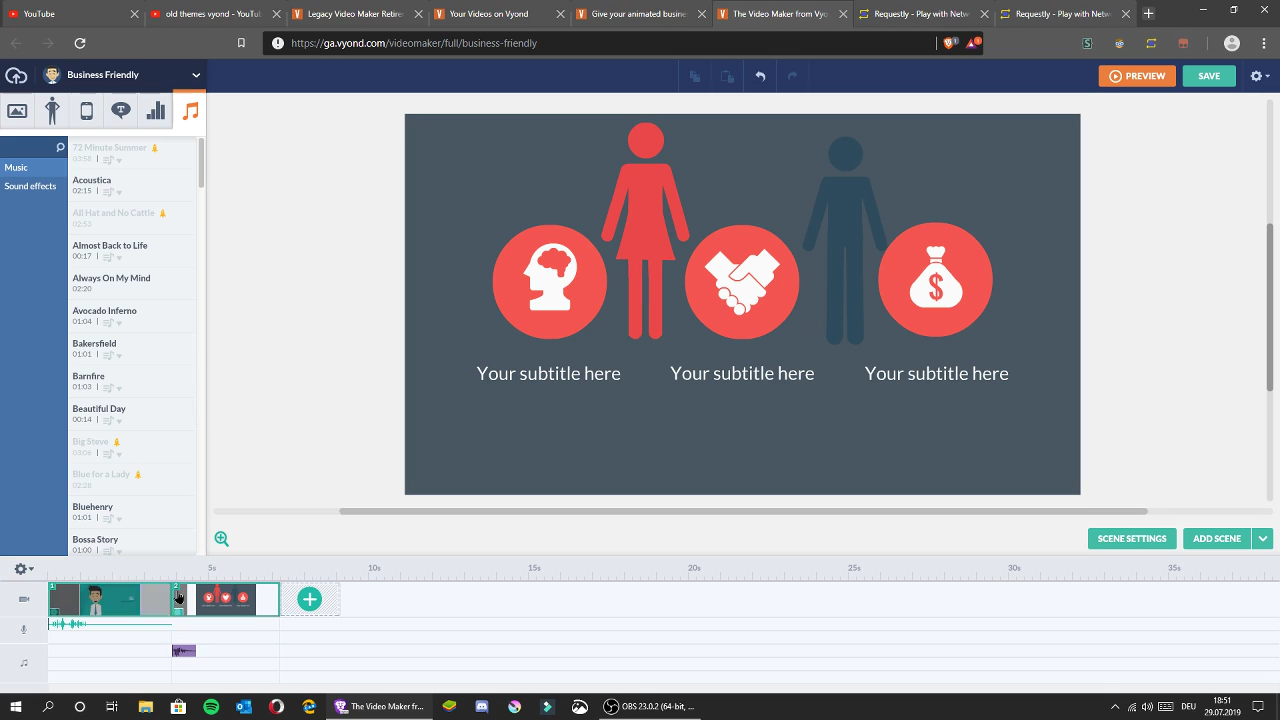 YouTube
old themes vyond - YouTub
Legacy Video Maker Retire
Your Videos on Vyond
Give your animated busine
The Video Maker from Vyo
Requestly - Play with Netw
Requestly - Play with Netw
https://ga.vyond.com/videomaker/full/business-friendly
Business Friendly
PREVIEW
SAVE
72 Minute Summer
03:58
Music
Acoustica
Sound effects
02:15
All Hat and No Cattle
02:53
Almost Back to Life
00:17
Always On My Mind
02:20
Avocado Inferno
01:04
Bakersfield
01:01
Barnfire
01:03
Beautiful Day
00:14
Big Steve
03:06
Blue for a Lady
02:28
Bluehenry
01:01
Bossa Story
01:00
$
Your subtitle here
Your subtitle here
Your subtitle here
SCENE SETTINGS
ADD SCENE
5s
10s
15s
20s
25s
30s
35s
1
2
The Video Maker fr...
OBS 23.0.2 (64-bit, ...
DEU
18:51
29.07.2019